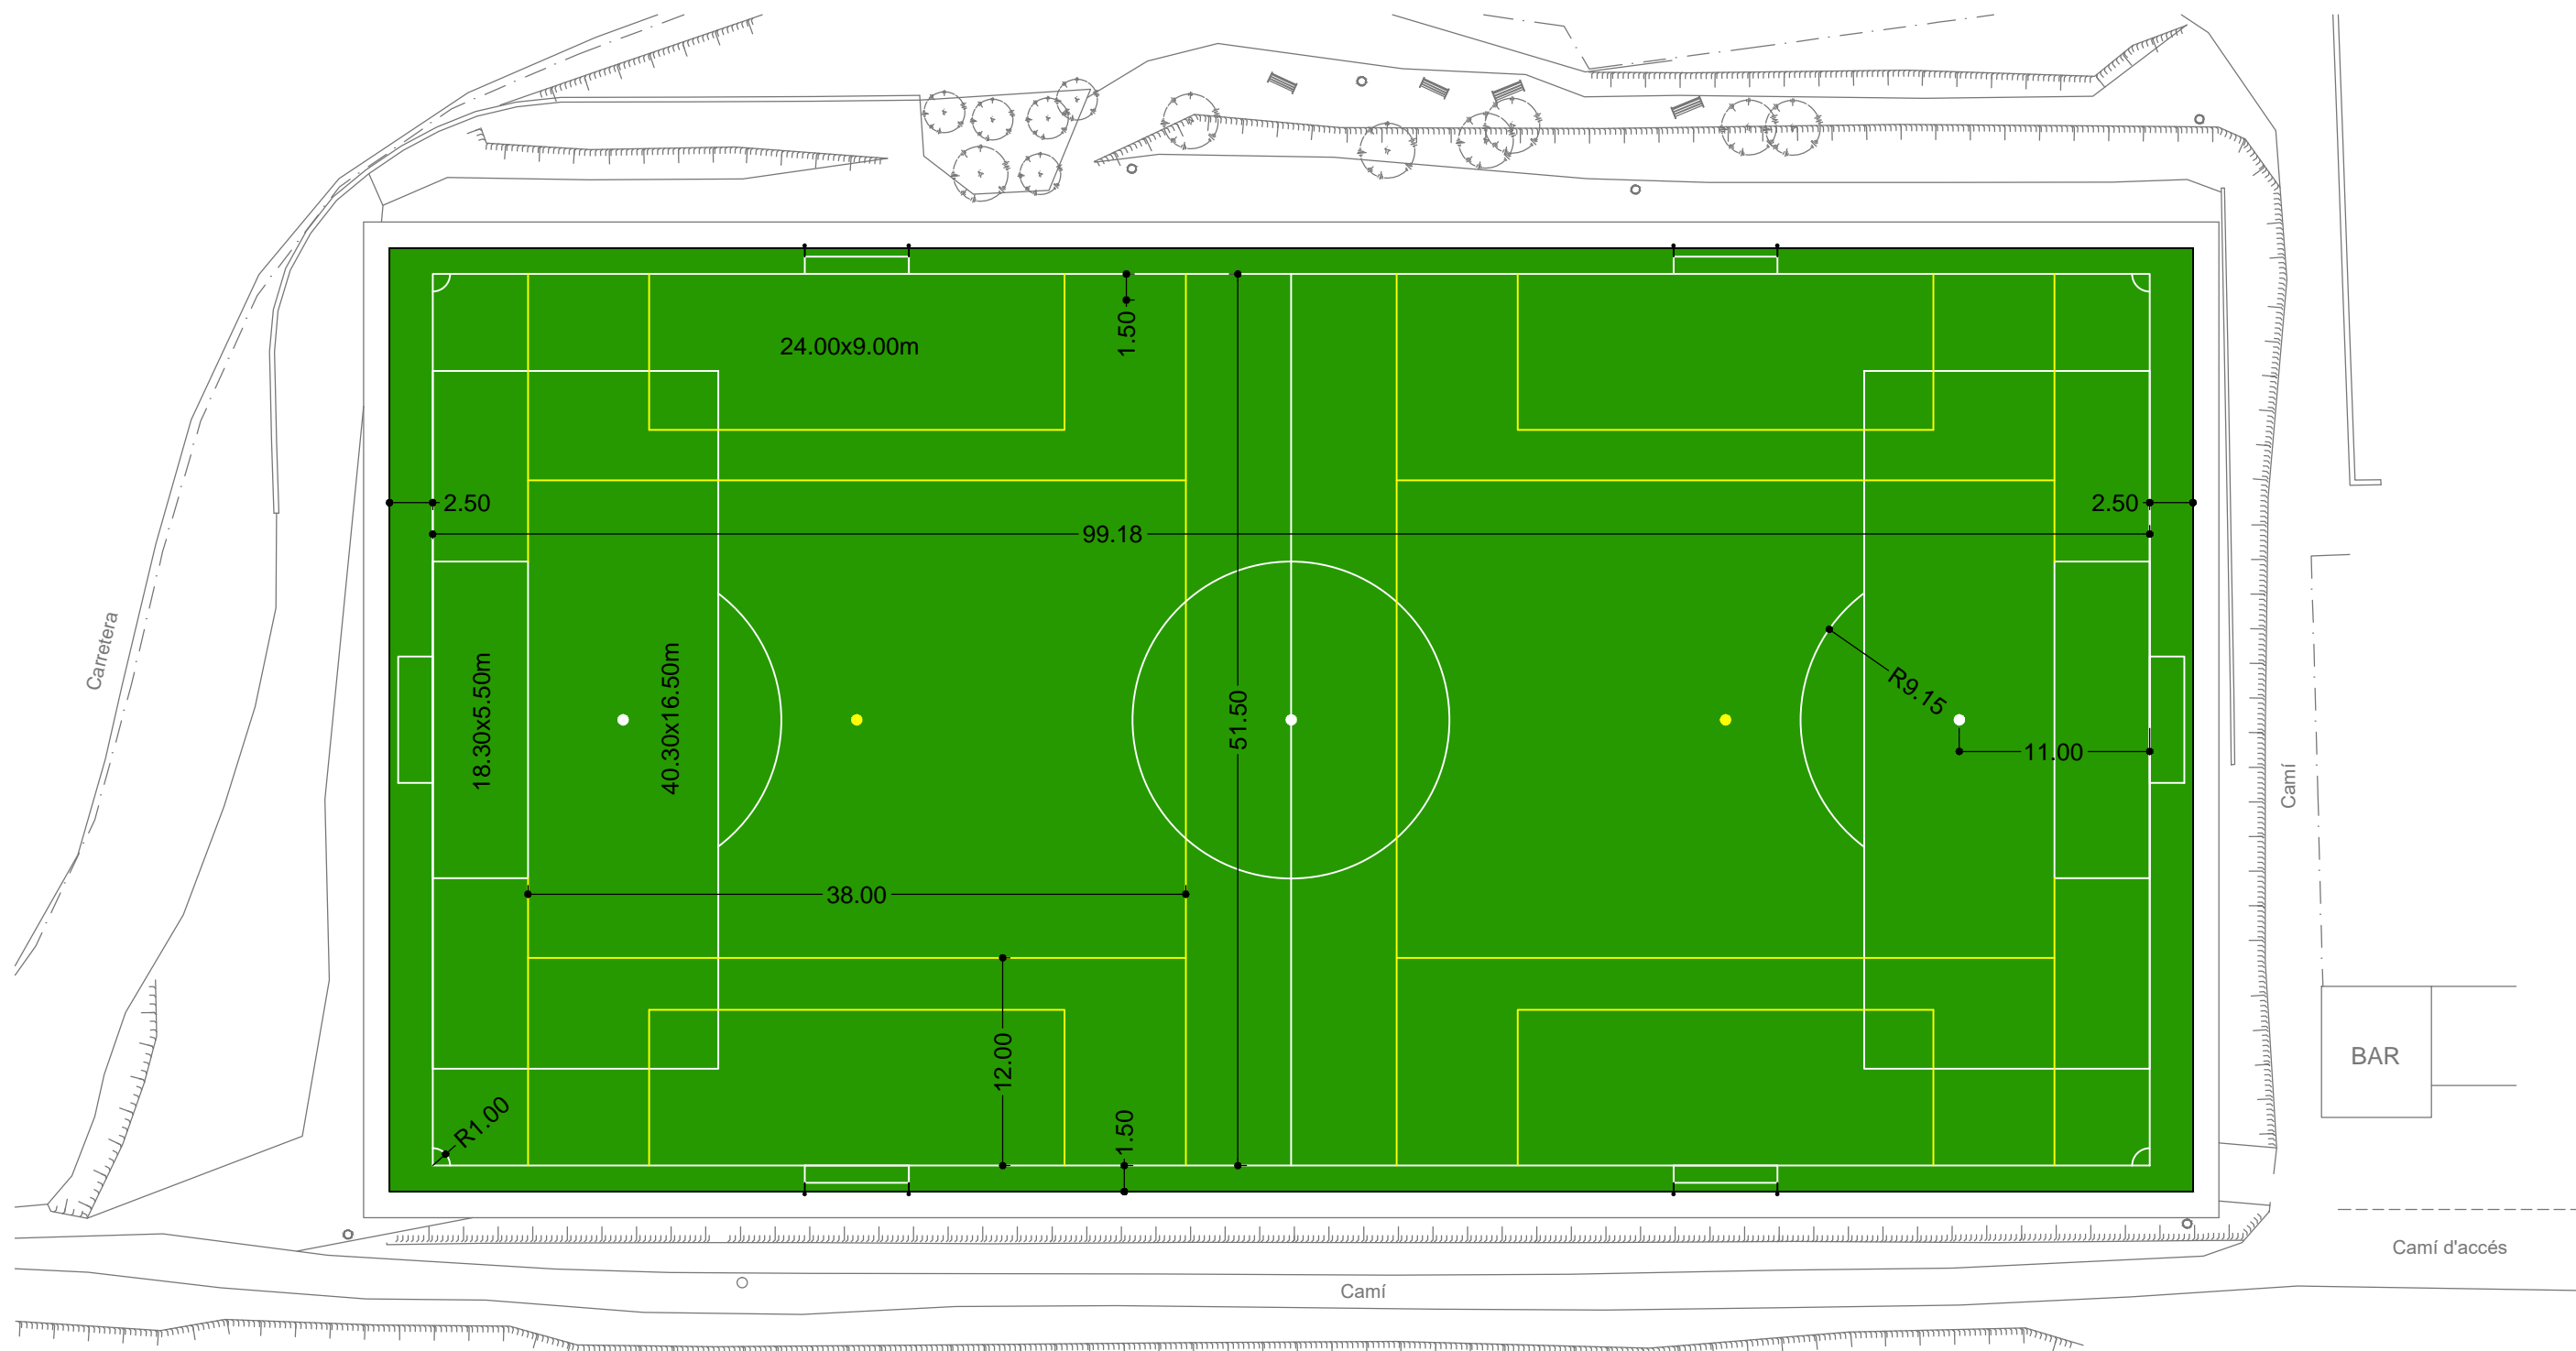 24.00x9.00m
1.50
2.50
2.50
99.18
Carretera
18.30x5.50m
40.30x16.50m
51.50
R9.15
11.00
Camí
38.00
12.00
BAR
R1.00
1.50
Camí d'accés
Camí